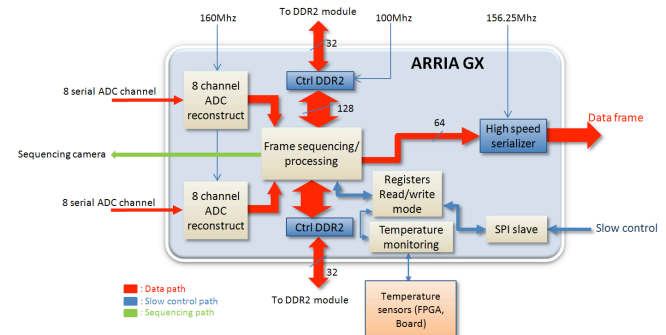 To DDR2 module
160Mhz
100Mhz
156.25Mhz
32
ARRIA GX
8 channel
ADC
reconstruct
Ctrl DDR2
8 serial ADC channel
128
64
High speed
serializer
Data frame
Frame sequencing/
processing
Sequencing camera
8 channel
ADC
reconstruct
Registers
Read/write
mode
8 serial ADC channel
Ctrl DDR2
Temperature
monitoring
SPI slave
Slow control
32
To DDR2 module
: Data path
: Slow control path
: Sequencing path
Temperature
sensors (FPGA,
Board)